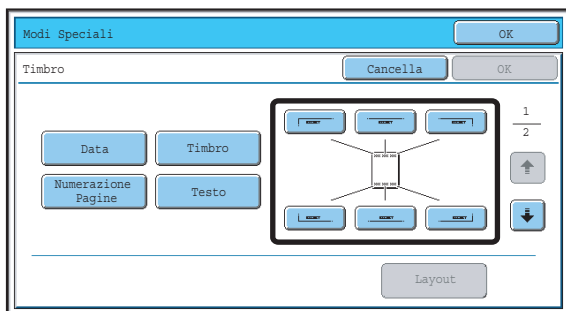 Modi Speciali
OK
Timbro
Cancella
OK
1
2
Data
Timbro
Numerazione
Pagine
Testo
Layout